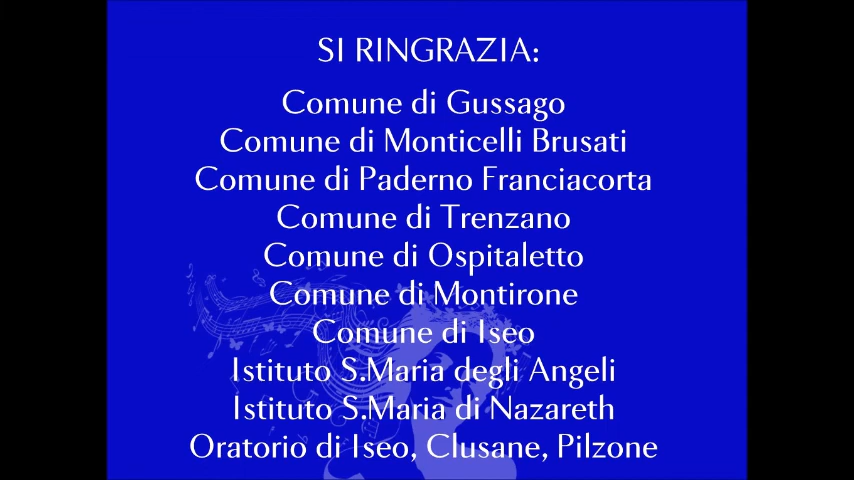 SI RINGRAZIA:
Comune di Gussago
Comune di Monticelli Brusati
Comune di Paderno Franciacorta
Comune di Trenzano
Comune di Ospitaletto
Comune di Montirone
Comune di Iseo
Istituto S.Maria degli Angeli
Istituto S.Maria di Nazareth
Oratorio di Iseo, Clusane, Pilzone